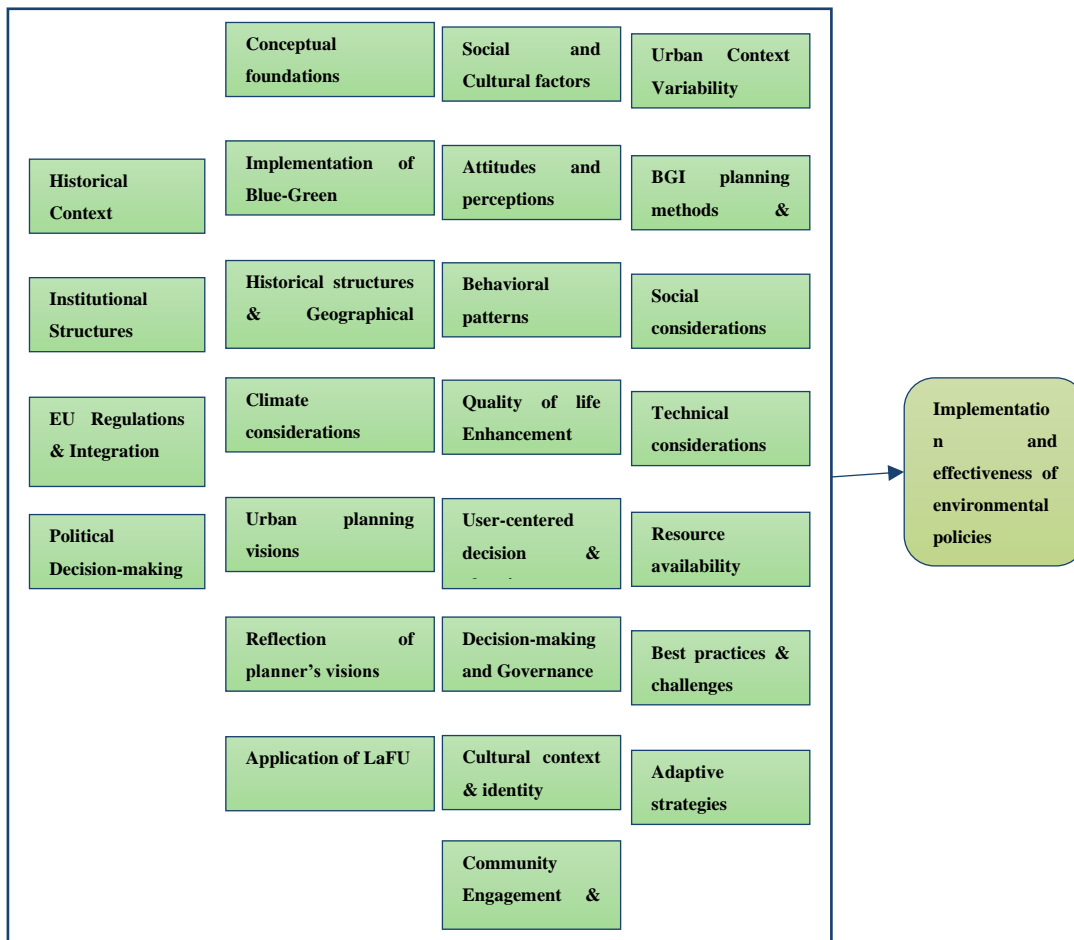 Historical
Context
Institutional
Structures
EU Regulations
& Integration
Political
Decision-making
Conceptual
foundations
Implementation of
Blue-Green
Historical structures
& Geographical
Climate
considerations
Urban planning
visions
Reflection of
planner’s visions
Application of LaFU
Social and
Cultural factors
Attitudes and
perceptions
Behavioral
patterns
Quality of life
Enhancement
User-centered
decision &
Decision-making
and Governance
Cultural context
& identity
Community
Engagement &
Urban Context
Variability
BGI planning
methods &
Social
considerations
Technical
considerations
Resource
availability
Best practices &
challenges
Adaptive
strategies
Implementatio
n and
effectiveness of
environmental
policies